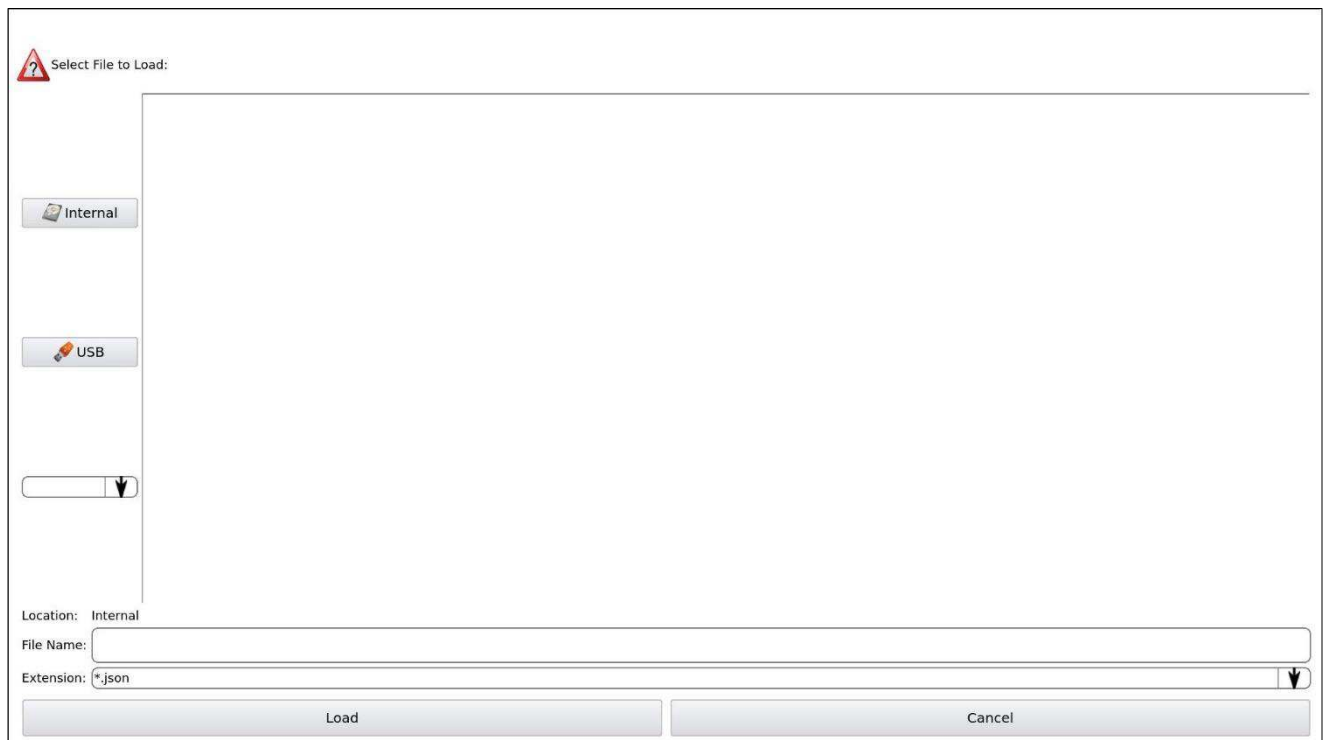 ? Select File to Load:
Internal
USB
Location: Internal
File Name:
Extension: *.json
Load Cancel